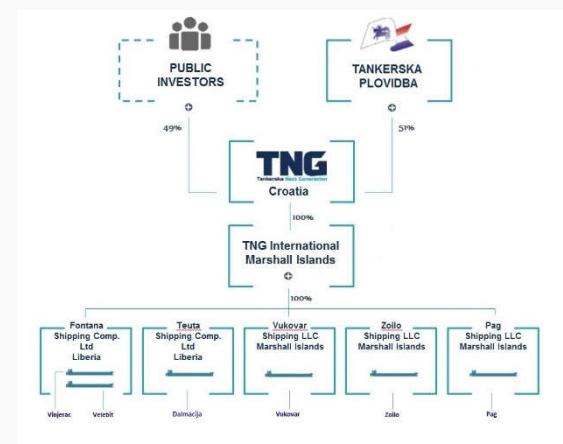 PUBLIC
INVESTORS
TANKERSKA
PLOVIDBA
49%
51%
TNG
Tankerska Next Generation
Croatia
100%
TNG International
Marshall Islands
100%
Fontana
Shipping Comp.
Ltd
Liberia
Teuta
Shipping Comp.
Ltd
Liberia
Vukovar
Shipping LLC
Marshall Islands
Zoilo
Shipping LLC
Marshall Islands
Pag
Shipping LLC
Marshall Islands
Vinjerac
Velebit
Dalmacija
Vukovar
Zoilo
Pag